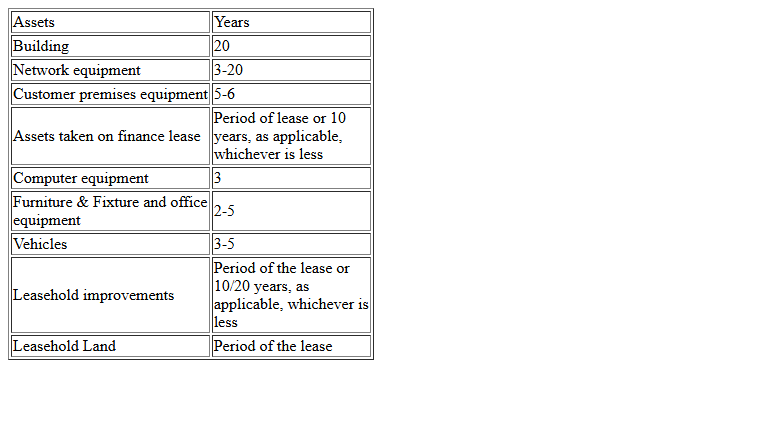 Assets Years
Building 20
Network equipment 3-20
Customer premises equipment 5-6
Assets taken on finance lease
Period of lease or 10
years, as applicable,
whichever is less
Computer equipment 3
Furniture & Fixture and office
equipment
2-5
Vehicles 3-5
Leasehold improvements
Period of the lease or
10/20 years, as
applicable, whichever is
less
Leasehold Land Period of the lease